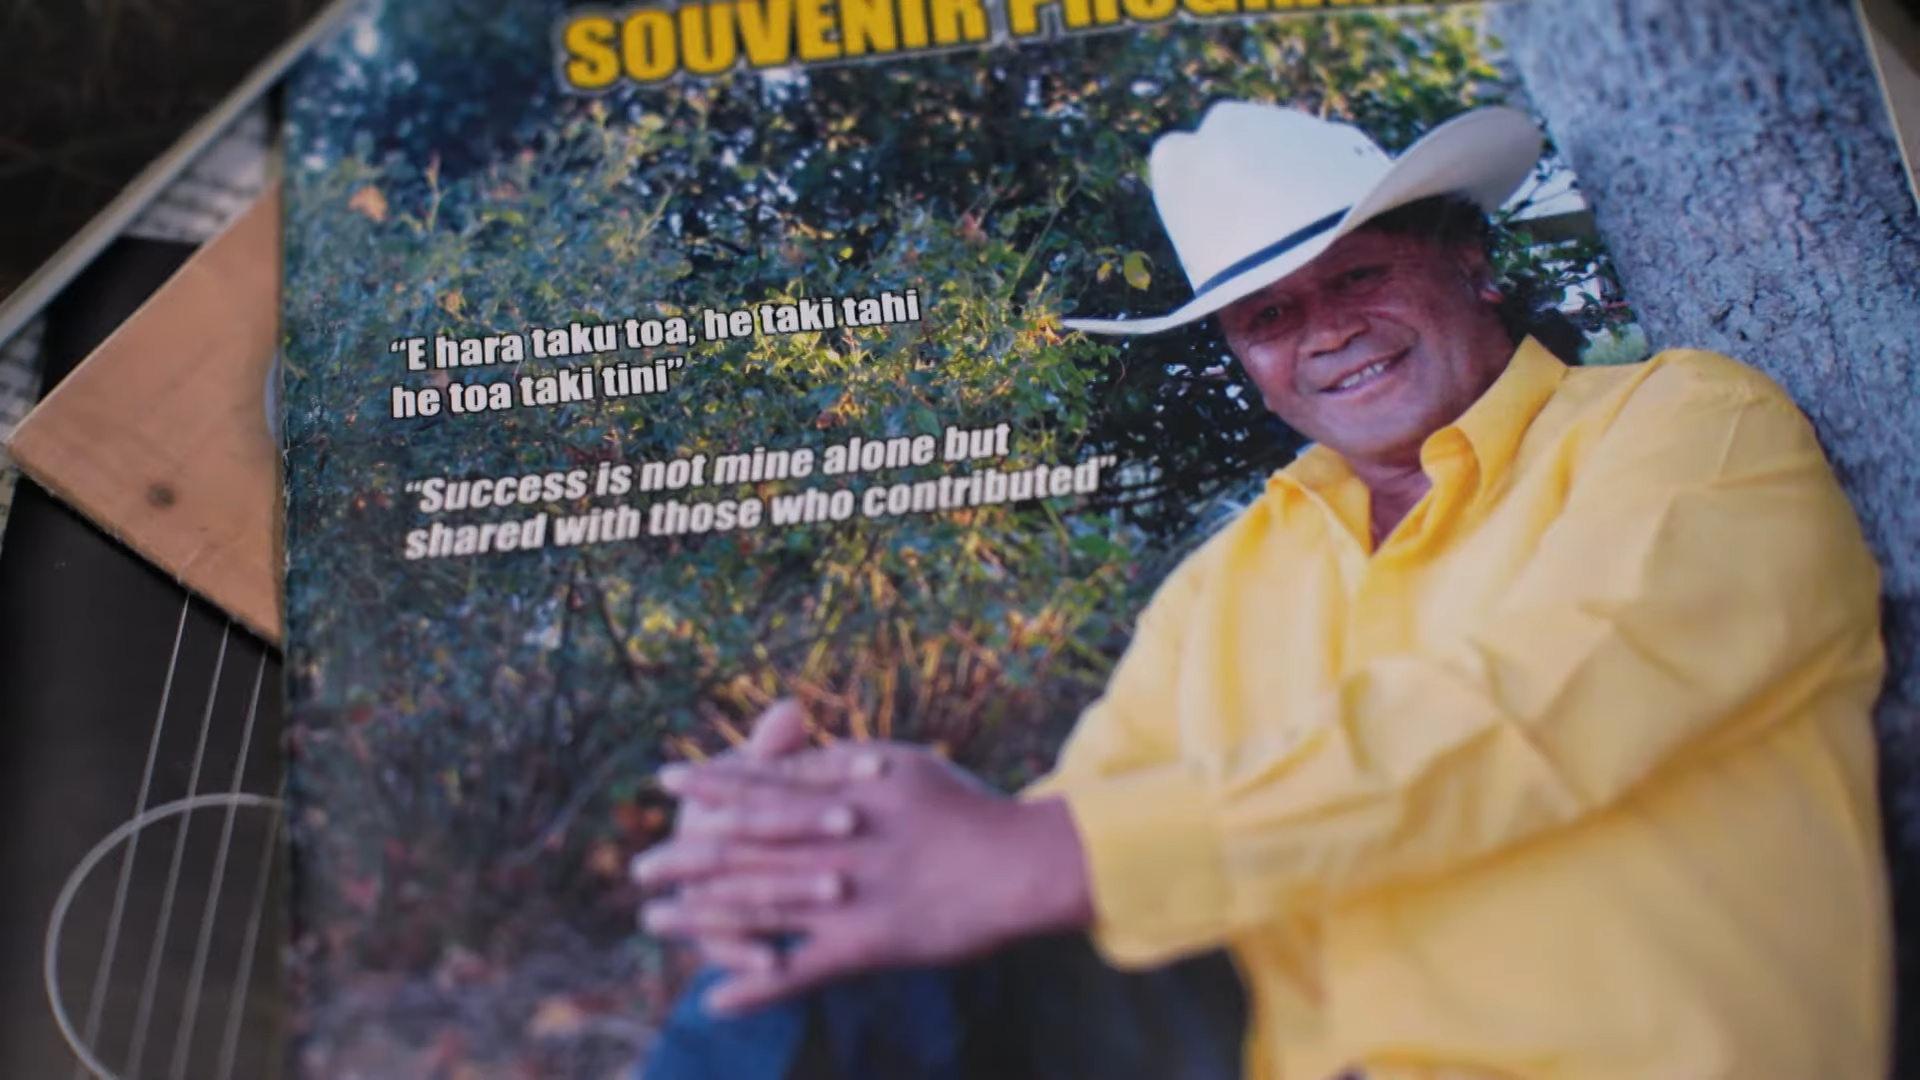 SOUVENIR PROGRAMME
“E hara taku toa, he taki tahi
he toa taki tini”
“Success is not mine alone but
shared with those who contributed”